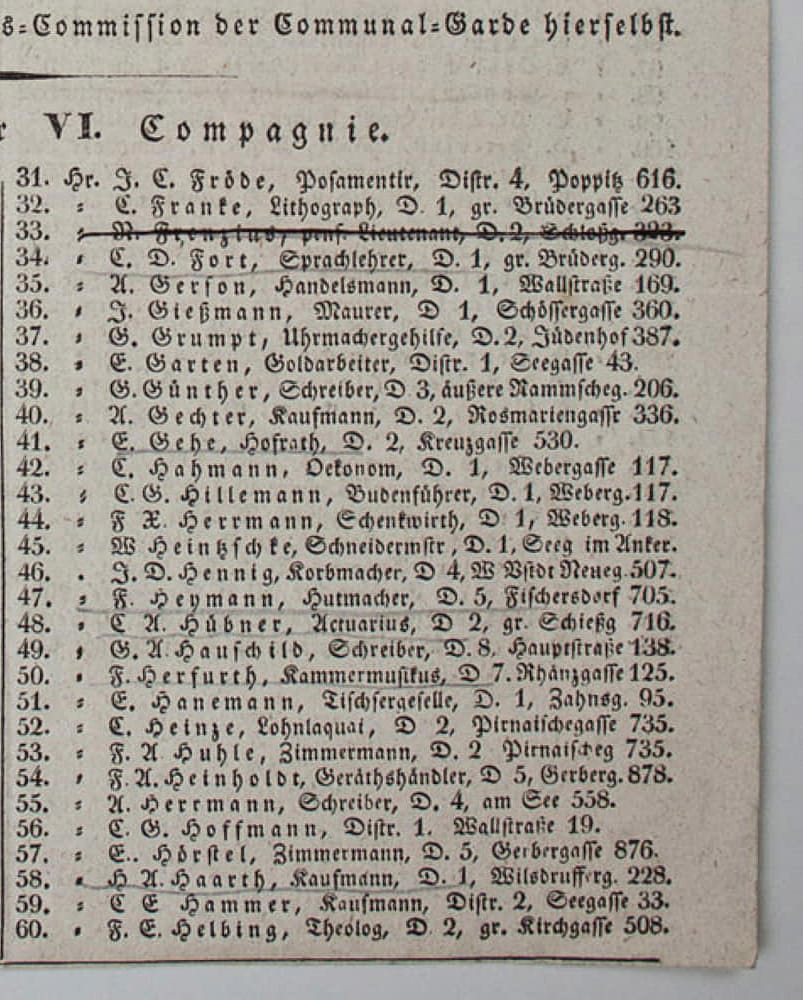 s-Commission der Communal-Garde hierselbst.
r VI. Compagnie.
31. Hr. J. C. Fröde, Posamentir, Distr. 4, Poppitz 616.
32. = C. Franke, Lithograph, D. 1, gr. Brüdergasse 263
33. = N. Frenzius, pens. Lieutenant, D. 2, Schloßg. 323.
34. = C. D. Fort, Sprachlehrer, D. 1, gr. Brüderg. 290.
35. = A. Gerson, Handelsmann, D. 1, Wallstraße 169.
36. = J. Gießmann, Maurer, D 1, Schössergasse 360.
37. = G. Grumpt, Uhrmachergehilfe, D. 2, Jüdenhof 387.
38. = E. Garten, Goldarbeiter, Distr. 1, Seegasse 43.
39. = G. Günther, Schreiber, D 3, äußere Rammscheg. 206.
40. = A. Gechter, Kaufmann, D. 2, Rosmariengasse 336.
41. = E. Gehe, Hofrath, D. 2, Kreuzgasse 530.
42. = C. Hahmann, Oekonom, D. 1, Webergasse 117.
43. = C. G. Hillemann, Budenführer, D. 1, Weberg. 117.
44. = F X. Herrmann, Schenkwirth, D 1, Weberg. 118.
45. = W Heintzschke, Schneidermstr, D. 1, Seeg im Anker.
46. . J. D. Hennig, Korbmacher, D 4, W Vstdt Neueg. 507.
47. = F. Heymann, Hutmacher, D. 5, Fischersdorf 705.
48. = C A. Hübner, Actuarius, D 2, gr. Schießg 716.
49. = G. A. Hauschild, Schreiber, D. 8, Hauptstraße 138.
50. = F. Herfurth, Kammermusikus, D 7. Rhänzgasse 125.
51. = E. Hanemann, Tischlergeselle, D. 1, Zahnsg. 95.
52. = C. Heinze, Lohnlaquai, D 2, Pirnaischegasse 735.
53. = F. A Huhle, Zimmermann, D. 2 Pirnaischeg 735.
54. = F. A. Heinholdt, Geräthshändler, D 5, Gerberg. 878.
55. = A. Herrmann, Schreiber, D. 4, am See 558.
56. = C. G. Hoffmann, Distr. 1. Wallstraße 19.
57. = E.. Hörstel, Zimmermann, D. 5, Gerbergasse 876.
58. = H A. Haarth, Kaufmann, D. 1, Wilsdrufferg. 228.
59. = C E Hammer, Kaufmann, Distr. 2, Seegasse 33.
60. = F. E. Helbing, Theolog, D 2, gr. Kirchgasse 508.